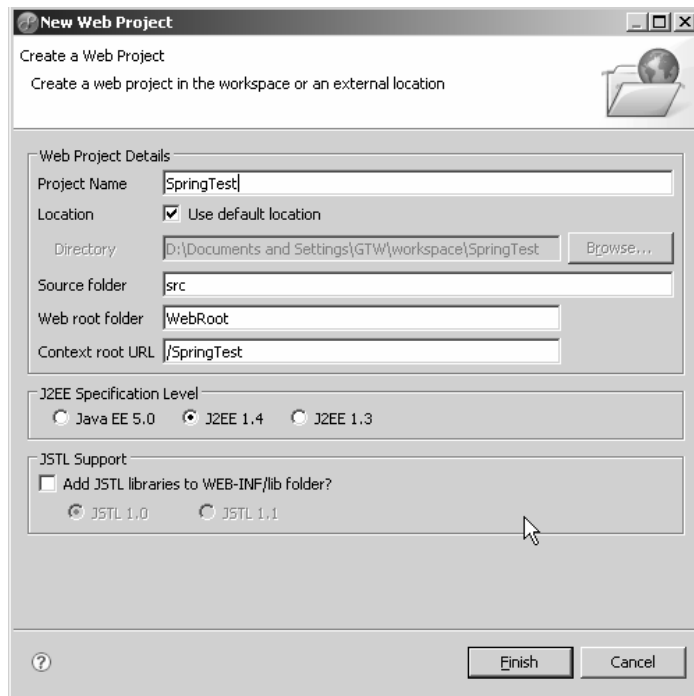 New Web Project
Create a Web Project
Create a web project in the workspace or an external location
Web Project Details
Project Name SpringTest
Location Use default location
Directory D:\Documents and Settings\GTW\workspace\SpringTest Browse...
Source folder src
Web root folder WebRoot
Context root URL /SpringTest
J2EE Specification Level
Java EE 5.0 J2EE 1.4 J2EE 1.3
JSTL Support
Add JSTL libraries to WEB-INF/lib folder?
JSTL 1.0 JSTL 1.1
? Finish Cancel